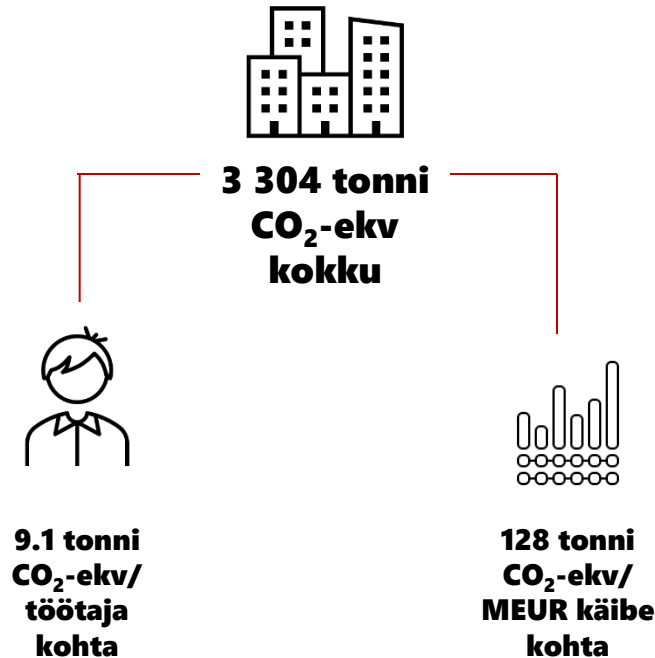 3 304 tonni
CO₂-ekv
kokku
9.1 tonni
CO₂-ekv/
töötaja
kohta
128 tonni
CO₂-ekv/
MEUR käibe
kohta